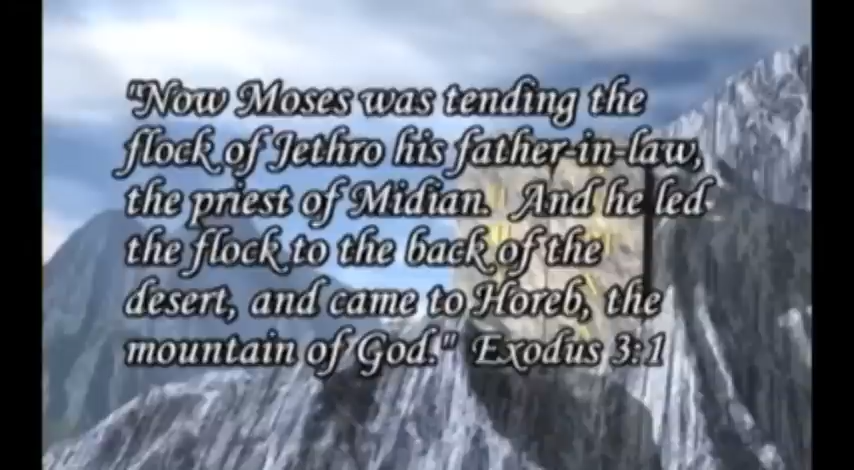 "Now Moses was tending the
flock of Jethro his father-in-law,
the priest of Midian. And he led
the flock to the back of the
desert, and came to Horeb, the
mountain of God." Exodus 3:1